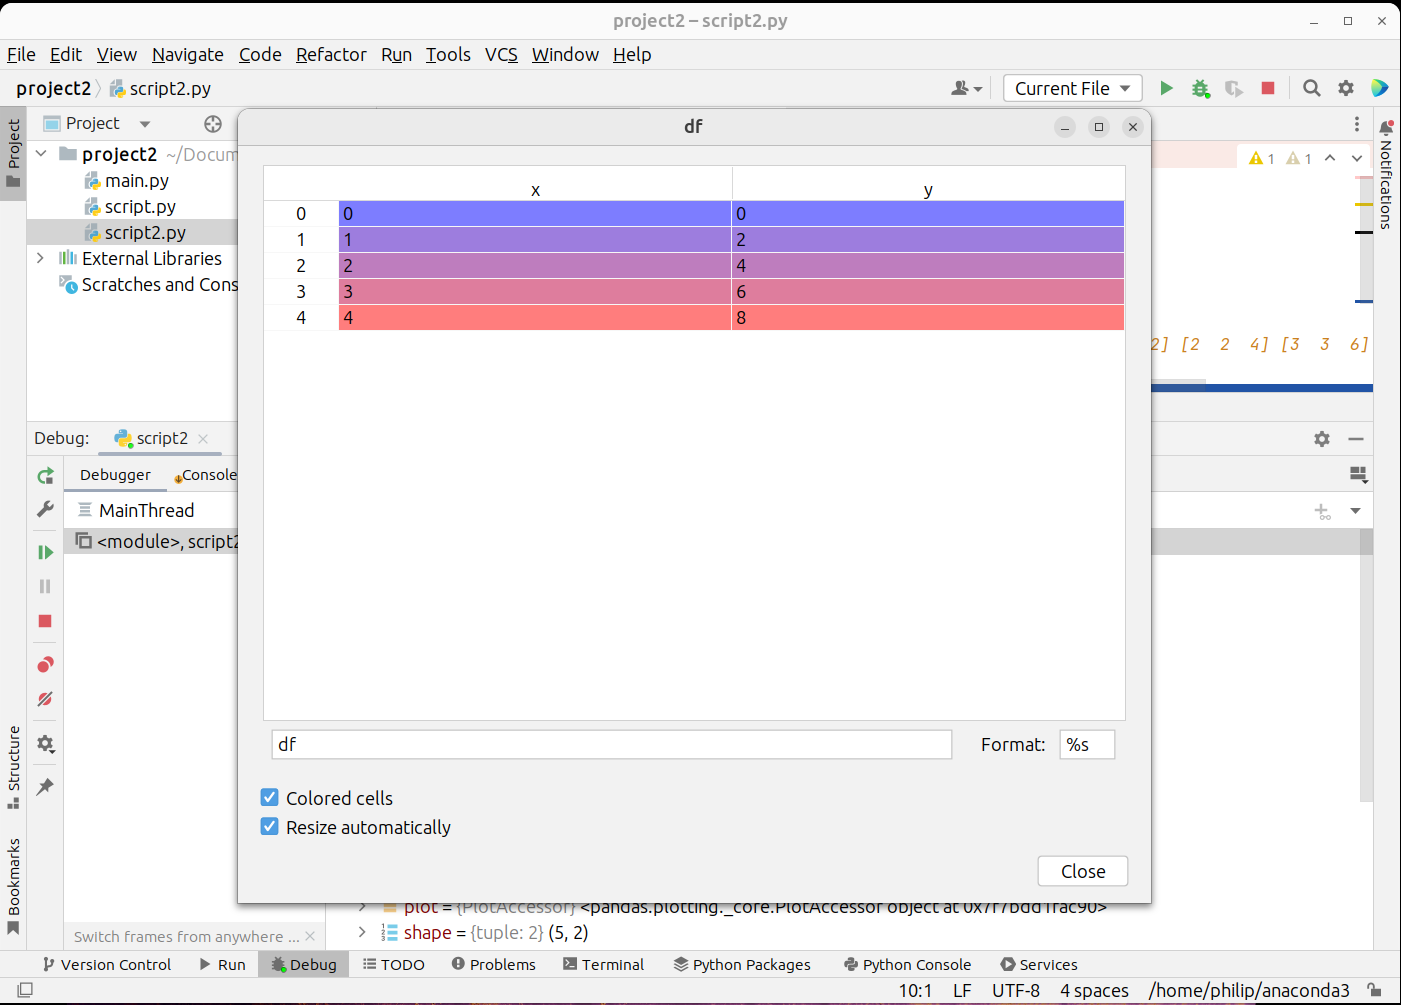 project2 – script2.py
File Edit View Navigate Code Refactor Run Tools VCS Window Help
project2 script2.py Current File
Project
Project
project2 ~/Docum
main.py
script.py
script2.py
External Libraries
Scratches and Cons
df
x y
0 0 0
1 1 2
2 2 4
3 3 6
4 4 8
df Format: %s
Colored cells
Resize automatically
Close
1 1
Notifications
2] [2 2 4] [3 3 6]
Debug: script2
Debugger Console
MainThread
<module>, script2
Structure
Bookmarks
plot = {PlotAccessor} <pandas.plotting._core.PlotAccessor object at 0x7f7bdd1fac90>
shape = {tuple: 2} (5, 2)
Switch frames from anywhere ...
Version Control Run Debug TODO Problems Terminal Python Packages Python Console Services
10:1 LF UTF-8 4 spaces /home/philip/anaconda3